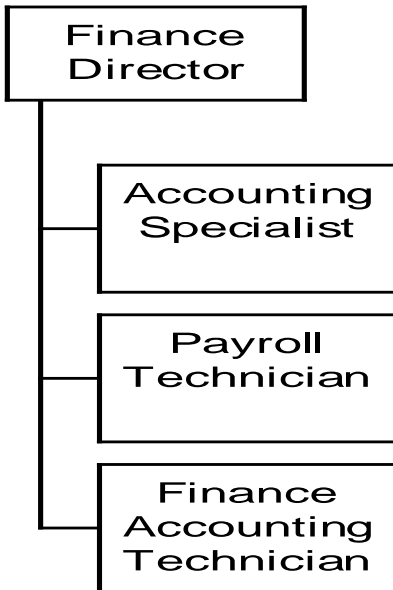 Finance
Director
Accounting
Specialist
Payroll
Technician
Finance
Accounting
Technician